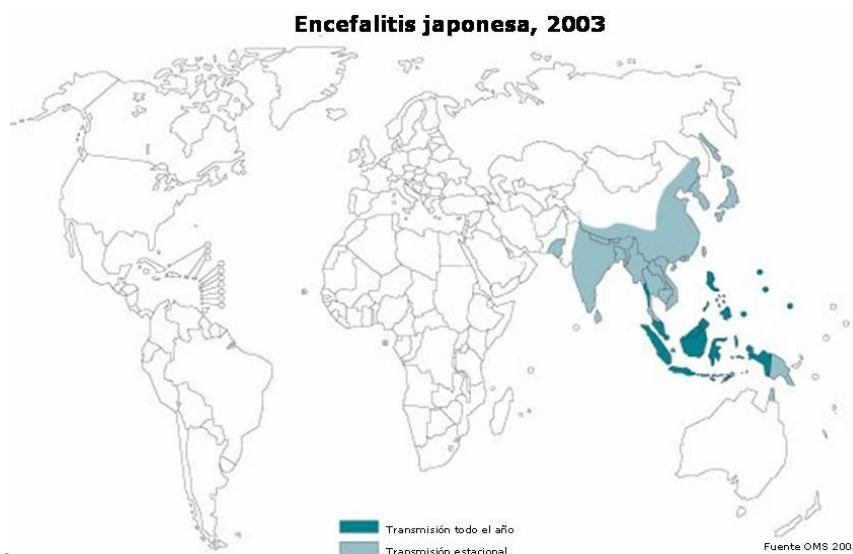 Encefalitis japonesa, 2003
Transmisión todo el año
Transmisión estacional
Fuente OMS 200